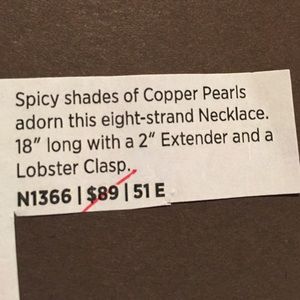 Spicy shades of Copper Pearls
adorn this eight-strand Necklace.
18″ long with a 2″ Extender and a
Lobster Clasp.
N1366 | $89 | 51 E